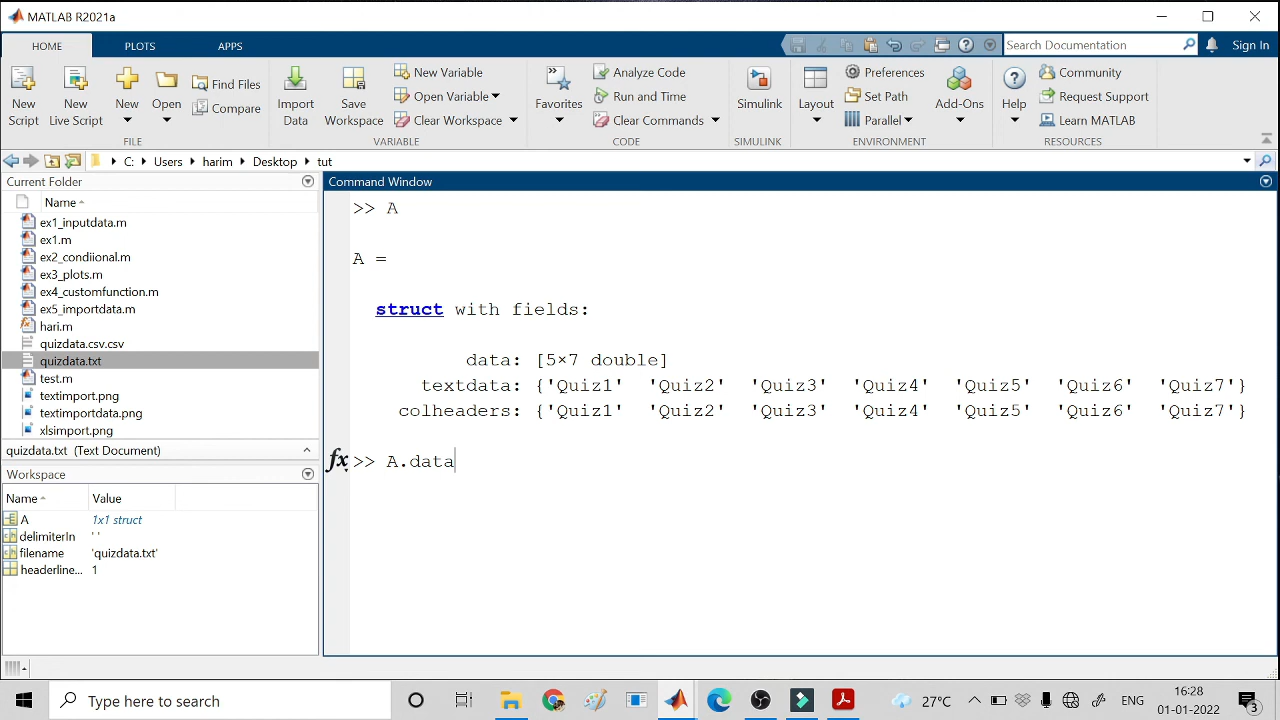 MATLAB R2021a
HOME PLOTS APPS Search Documentation Sign In
New Script
New Live Script
New
Open
Find Files
Compare
Import Data
Save Workspace
New Variable
Open Variable
Clear Workspace
Favorites
Analyze Code
Run and Time
Clear Commands
Simulink
Layout
Preferences
Set Path
Parallel
Add-Ons
Help
Community
Request Support
Learn MATLAB
FILE VARIABLE CODE SIMULINK ENVIRONMENT RESOURCES
C: Users harim Desktop tut
Current Folder
Name
ex1_inputdata.m
ex1.m
ex2_condiional.m
ex3_plots.m
ex4_customfunction.m
ex5_importdata.m
hari.m
quizdata.csv.csv
quizdata.txt
test.m
textimport.png
textimportdata.png
xlsimport.png
quizdata.txt (Text Document)
Workspace
Name Value
A 1x1 struct
delimiterIn ' '
filename 'quizdata.txt'
headerline... 1
Command Window
>> A
A =
struct with fields:
data: [5×7 double]
textdata: {'Quiz1' 'Quiz2' 'Quiz3' 'Quiz4' 'Quiz5' 'Quiz6' 'Quiz7'}
colheaders: {'Quiz1' 'Quiz2' 'Quiz3' 'Quiz4' 'Quiz5' 'Quiz6' 'Quiz7'}
fx >> A.data
Type here to search
27°C
ENG
16:28
01-01-2022
3